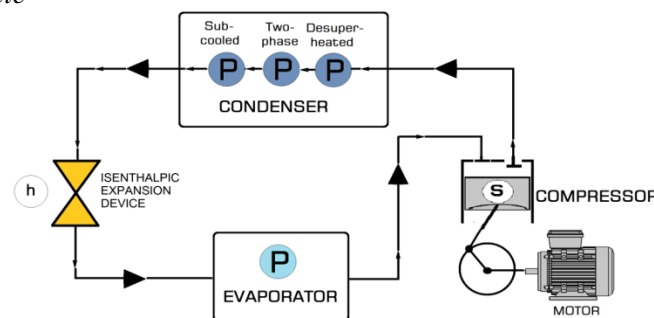 Sub-
cooled
Two-
phase
Desuper-
heated
P
P
P
CONDENSER
h
ISENTHALPIC
EXPANSION
DEVICE
S
COMPRESSOR
P
EVAPORATOR
MOTOR